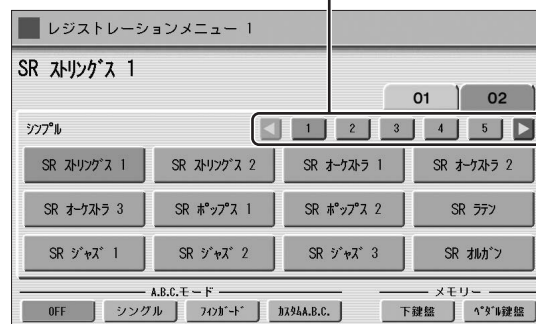 レジストレーションメニュー 1
SR ストリングス 1
01 02
シンプル 1 2 3 4 5
SR ストリングス 1 SR ストリングス 2 SR オーケストラ 1 SR オーケストラ 2
SR オーケストラ 3 SR ポップス 1 SR ポップス 2 SR ラテン
SR ジャズ 1 SR ジャズ 2 SR ジャズ 3 SR オルガン
A.B.C.モード メモリー
OFF シングル フィンガード カスタムA.B.C. 下鍵盤 ペダル鍵盤